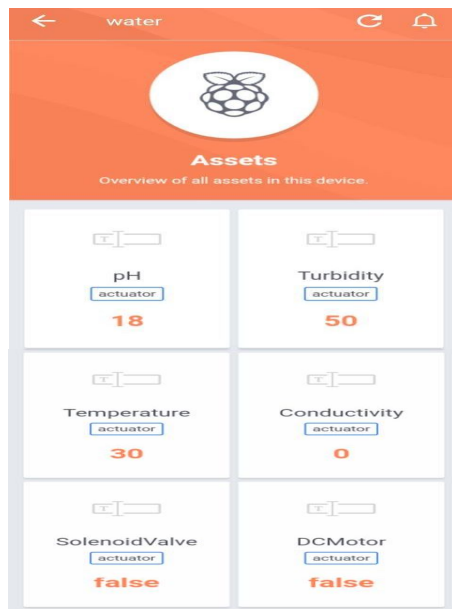 water
Assets
Overview of all assets in this device.
T
T
pH
Turbidity
actuator
actuator
18
50
T
T
Temperature
Conductivity
actuator
actuator
30
0
T
T
SolenoidValve
DCMotor
actuator
actuator
false
false